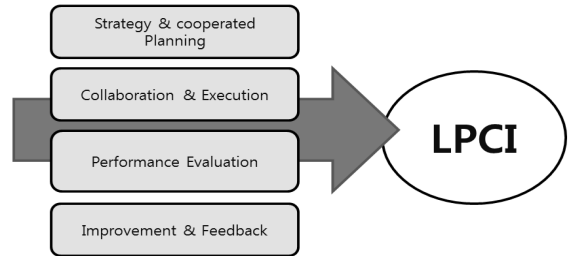 Strategy & cooperated
Planning
Collaboration & Execution
Performance Evaluation
Improvement & Feedback
LPCI